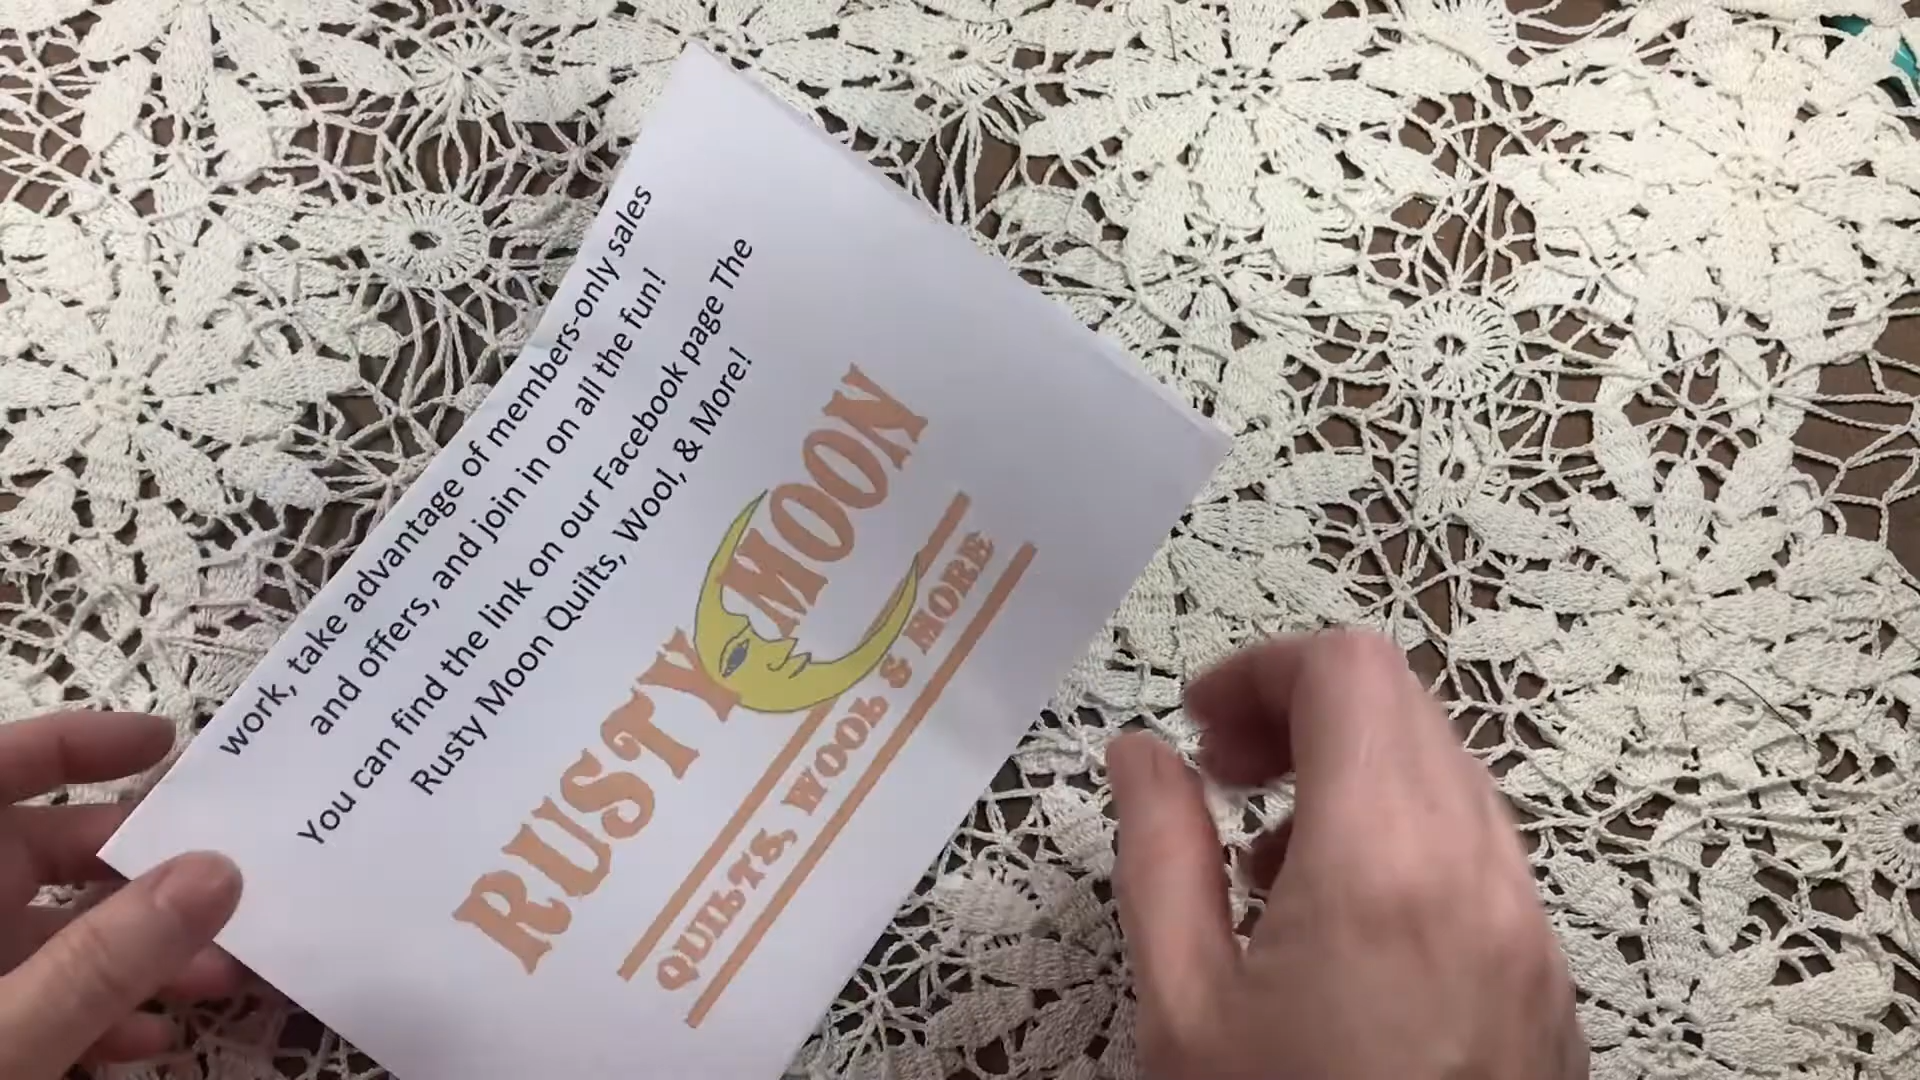 work, take advantage of members-only sales
and offers, and join in on all the fun!
You can find the link on our Facebook page The
Rusty Moon Quilts, Wool, & More!
RUSTY MOON
QUILTS, WOOL & MORE